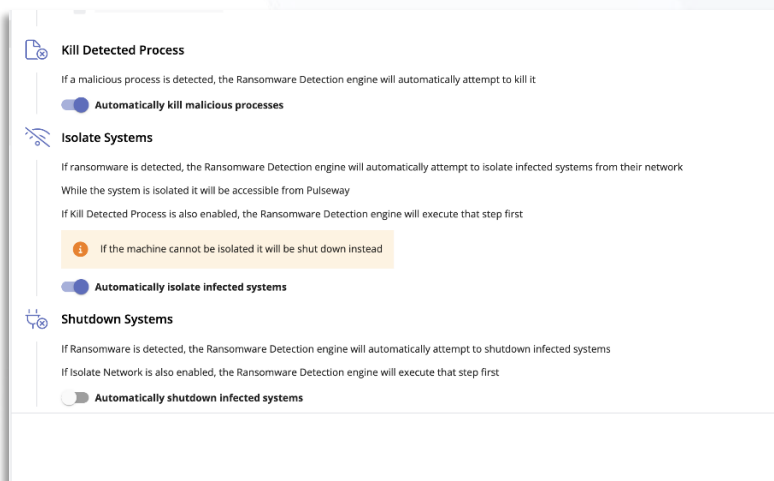 Kill Detected Process
If a malicious process is detected, the Ransomware Detection engine will automatically attempt to kill it
Automatically kill malicious processes
Isolate Systems
If ransomware is detected, the Ransomware Detection engine will automatically attempt to isolate infected systems from their network
While the system is isolated it will be accessible from Pulseway
If Kill Detected Process is also enabled, the Ransomware Detection engine will execute that step first
If the machine cannot be isolated it will be shut down instead
Automatically isolate infected systems
Shutdown Systems
If Ransomware is detected, the Ransomware Detection engine will automatically attempt to shutdown infected systems
If Isolate Network is also enabled, the Ransomware Detection engine will execute that step first
Automatically shutdown infected systems